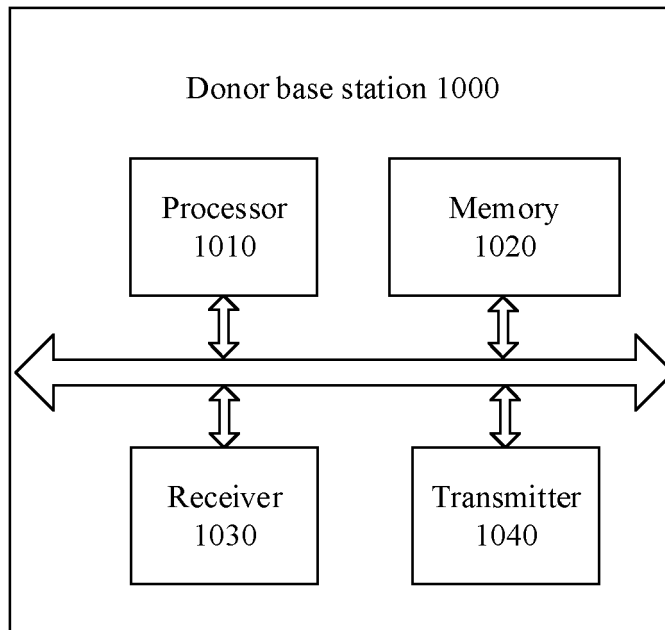 Donor base station 1000
Processor
1010
Memory
1020
Receiver
1030
Transmitter
1040